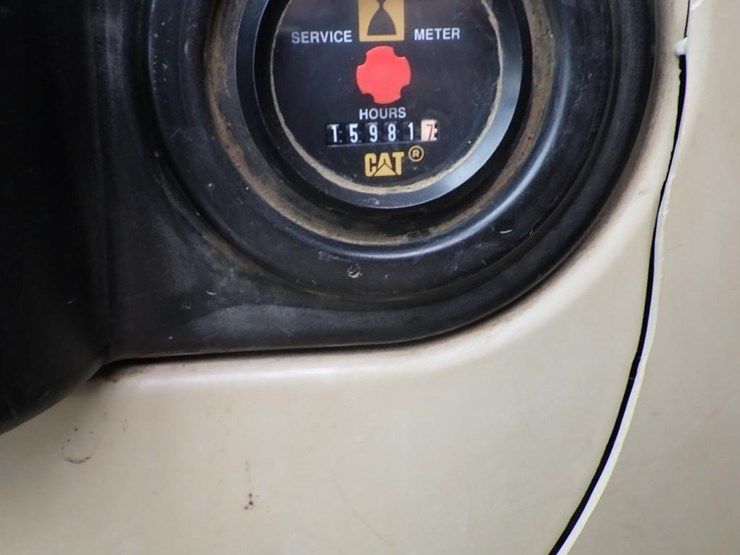 SERVICE METER
HOURS
159817
CAT®